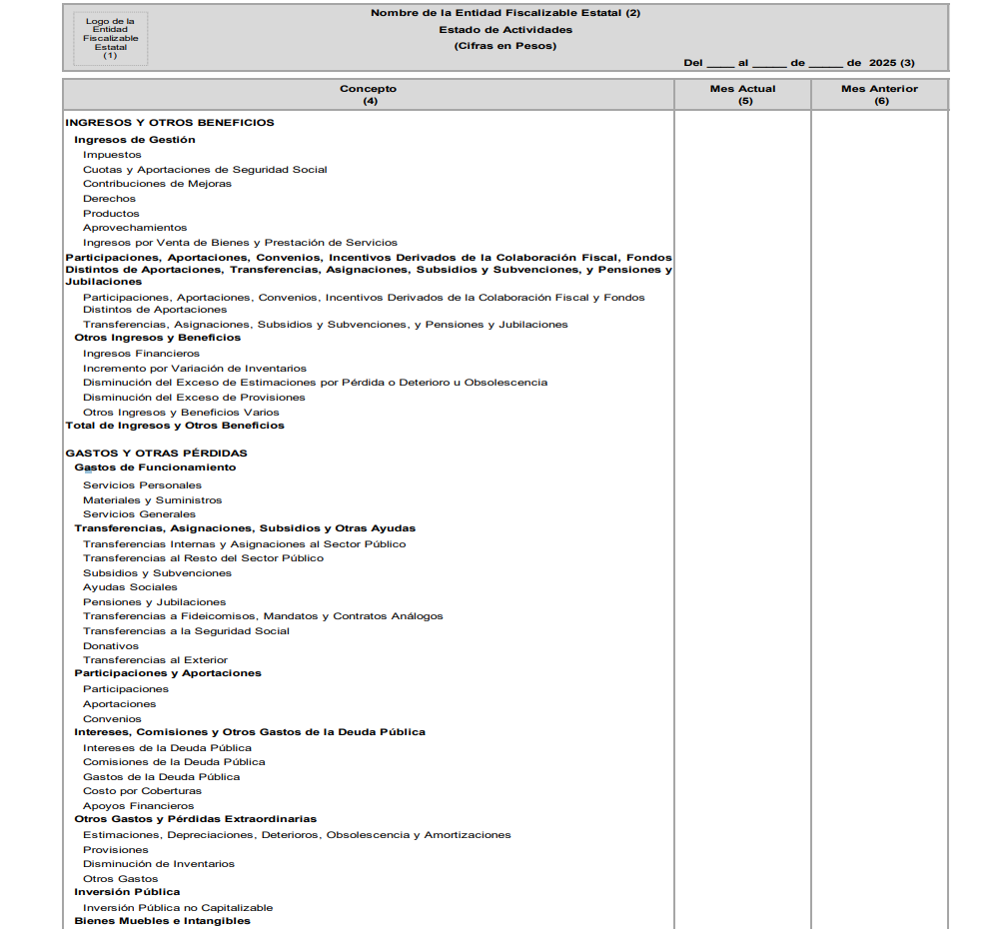 Logo de la
Entidad
Fiscalizable
Estatal
(1)
Nombre de la Entidad Fiscalizable Estatal (2)
Estado de Actividades
(Cifras en Pesos)
Del _____ al ______ de ______ de 2025 (3)
Concepto
(4)
Mes Actual
(5)
Mes Anterior
(6)
INGRESOS Y OTROS BENEFICIOS
Ingresos de Gestión
Impuestos
Cuotas y Aportaciones de Seguridad Social
Contribuciones de Mejoras
Derechos
Productos
Aprovechamientos
Ingresos por Venta de Bienes y Prestación de Servicios
Participaciones, Aportaciones, Convenios, Incentivos Derivados de la Colaboración Fiscal, Fondos
Distintos de Aportaciones, Transferencias, Asignaciones, Subsidios y Subvenciones, y Pensiones y
Jubilaciones
Participaciones, Aportaciones, Convenios, Incentivos Derivados de la Colaboración Fiscal y Fondos
Distintos de Aportaciones
Transferencias, Asignaciones, Subsidios y Subvenciones, y Pensiones y Jubilaciones
Otros Ingresos y Beneficios
Ingresos Financieros
Incremento por Variación de Inventarios
Disminución del Exceso de Estimaciones por Pérdida o Deterioro u Obsolescencia
Disminución del Exceso de Provisiones
Otros Ingresos y Beneficios Varios
Total de Ingresos y Otros Beneficios
GASTOS Y OTRAS PÉRDIDAS
Gastos de Funcionamiento
Servicios Personales
Materiales y Suministros
Servicios Generales
Transferencias, Asignaciones, Subsidios y Otras Ayudas
Transferencias Internas y Asignaciones al Sector Público
Transferencias al Resto del Sector Público
Subsidios y Subvenciones
Ayudas Sociales
Pensiones y Jubilaciones
Transferencias a Fideicomisos, Mandatos y Contratos Análogos
Transferencias a la Seguridad Social
Donativos
Transferencias al Exterior
Participaciones y Aportaciones
Participaciones
Aportaciones
Convenios
Intereses, Comisiones y Otros Gastos de la Deuda Pública
Intereses de la Deuda Pública
Comisiones de la Deuda Pública
Gastos de la Deuda Pública
Costo por Coberturas
Apoyos Financieros
Otros Gastos y Pérdidas Extraordinarias
Estimaciones, Depreciaciones, Deterioros, Obsolescencia y Amortizaciones
Provisiones
Disminución de Inventarios
Otros Gastos
Inversión Pública
Inversión Pública no Capitalizable
Bienes Muebles e Intangibles